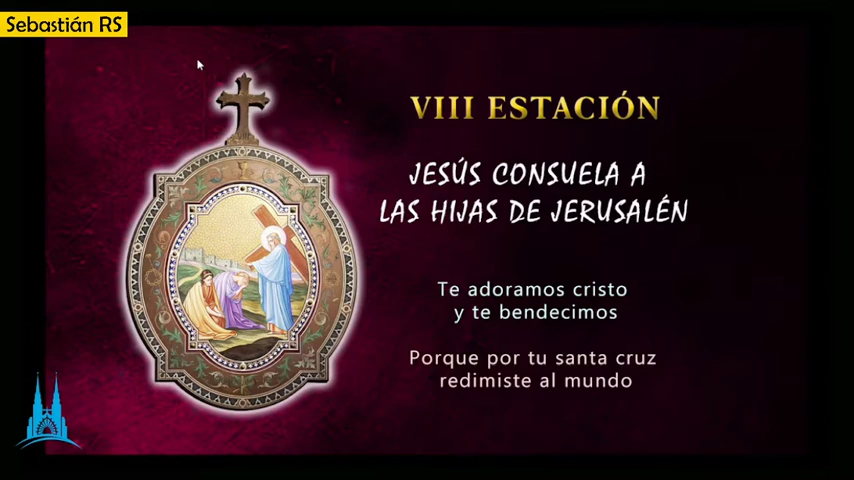 Sebastián RS
VIII ESTACIÓN
JESÚS CONSUELA A
LAS HIJAS DE JERUSALÉN
Te adoramos cristo
y te bendecimos
Porque por tu santa cruz
redimiste al mundo